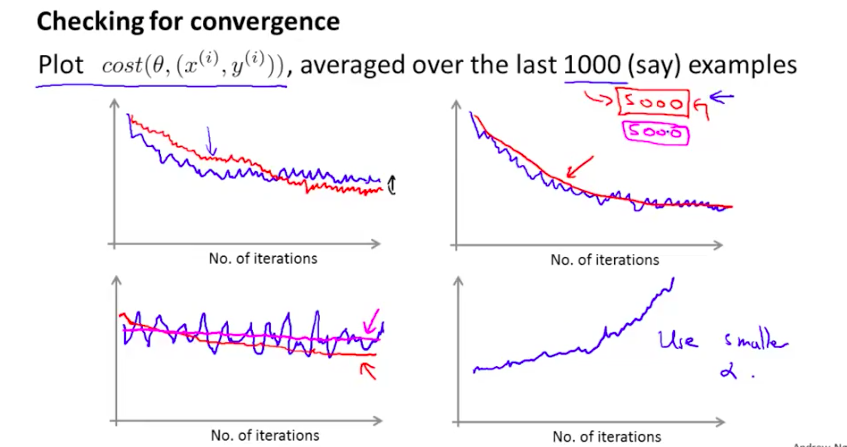 Checking for convergence
Plot cost(θ, (x⁽ⁱ⁾, y⁽ⁱ⁾)), averaged over the last 1000 (say) examples
5000
5000
No. of iterations
No. of iterations
Use smaller
α.
No. of iterations
No. of iterations